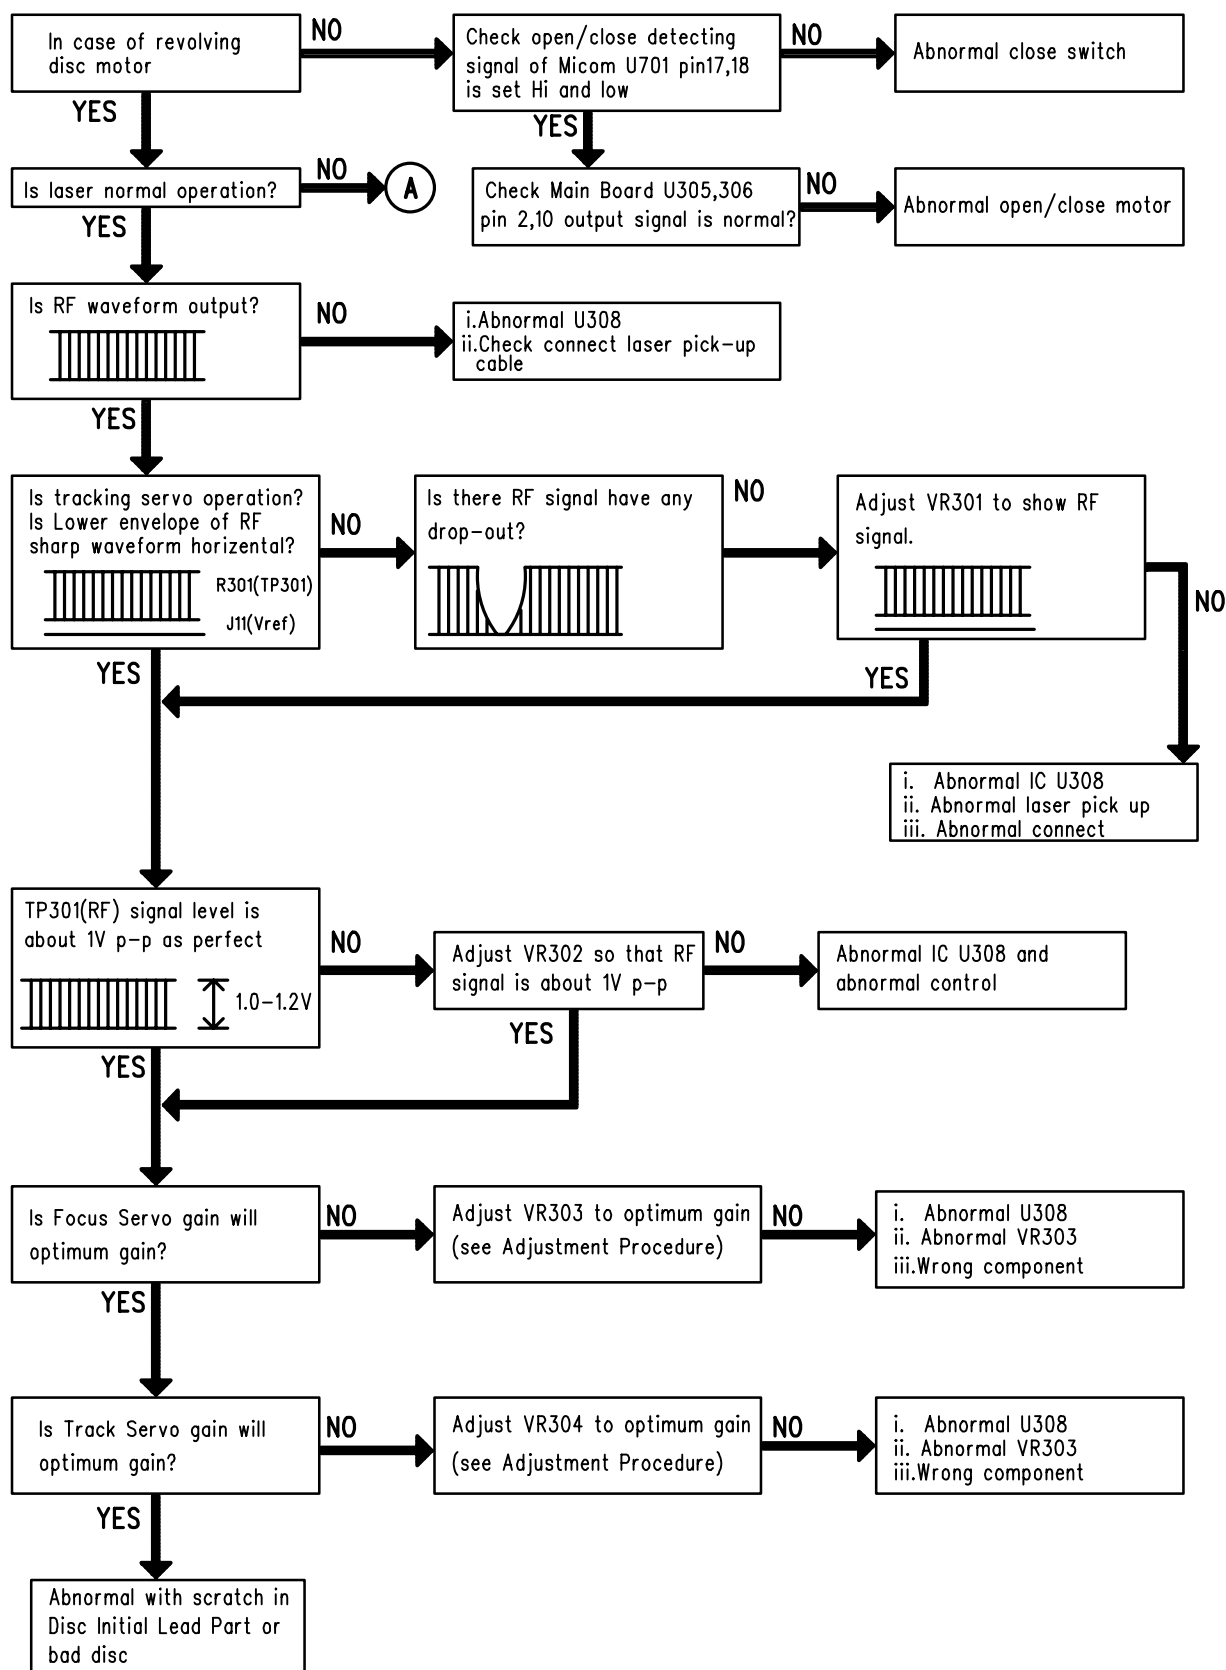 In case of revolving
disc motor
NO
Check open/close detecting
signal of Micom U701 pin17,18
is set Hi and low
NO
Abnormal close switch
YES
YES
Is laser normal operation?
NO
A
Check Main Board U305,306
pin 2,10 output signal is normal?
NO
Abnormal open/close motor
YES
Is RF waveform output?
NO
i.Abnormal U308
ii.Check connect laser pick-up
cable
YES
Is tracking servo operation?
Is Lower envelope of RF
sharp waveform horizental?
R301(TP301)
J11(Vref)
NO
Is there RF signal have any
drop-out?
NO
Adjust VR301 to show RF
signal.
NO
YES
YES
i. Abnormal IC U308
ii. Abnormal laser pick up
iii. Abnormal connect
TP301(RF) signal level is
about 1V p-p as perfect
1.0-1.2V
NO
Adjust VR302 so that RF
signal is about 1V p-p
NO
Abnormal IC U308 and
abnormal control
YES
YES
Is Focus Servo gain will
optimum gain?
NO
Adjust VR303 to optimum gain
(see Adjustment Procedure)
NO
i. Abnormal U308
ii. Abnormal VR303
iii.Wrong component
YES
Is Track Servo gain will
optimum gain?
NO
Adjust VR304 to optimum gain
(see Adjustment Procedure)
NO
i. Abnormal U308
ii. Abnormal VR303
iii.Wrong component
YES
Abnormal with scratch in
Disc Initial Lead Part or
bad disc